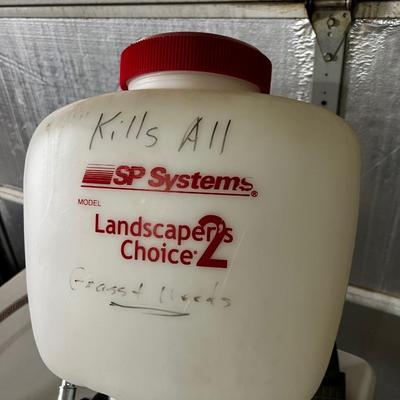 Kills All
SP Systems®
MODEL
Landscaper's
Choice 2
Grass + Weeds